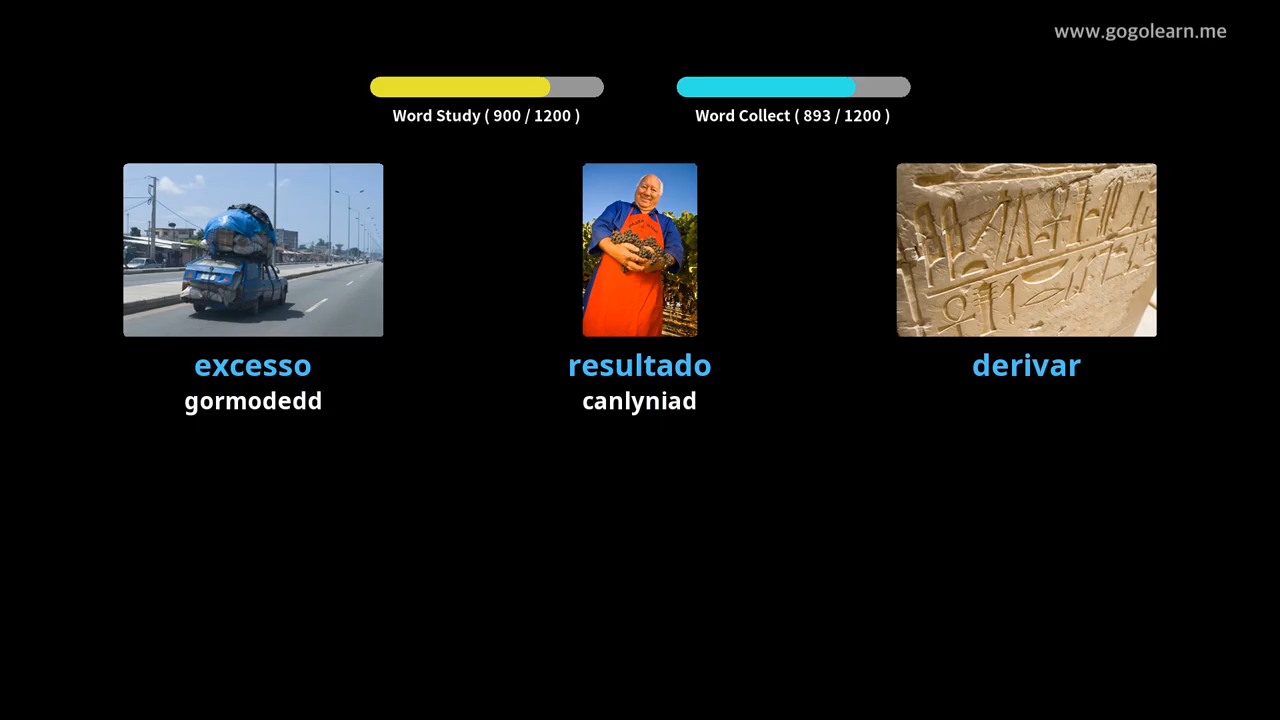 www.gogolearn.me
Word Study ( 900 / 1200 )
Word Collect ( 893 / 1200 )
excesso
gormodedd
resultado
canlyniad
derivar